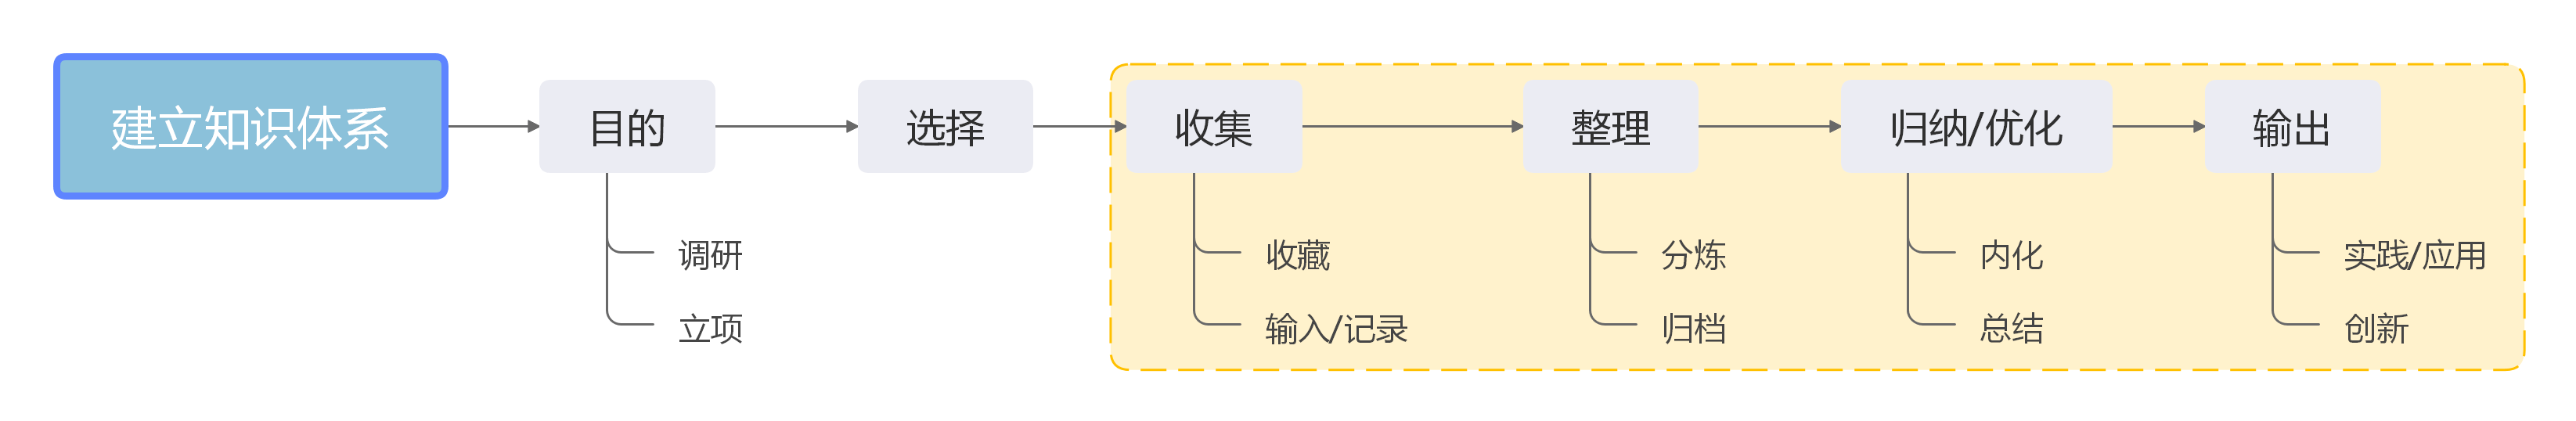 建立知识体系
目的
选择
收集
整理
归纳/优化
输出
调研
收藏
分炼
内化
实践/应用
立项
输入/记录
归档
总结
创新